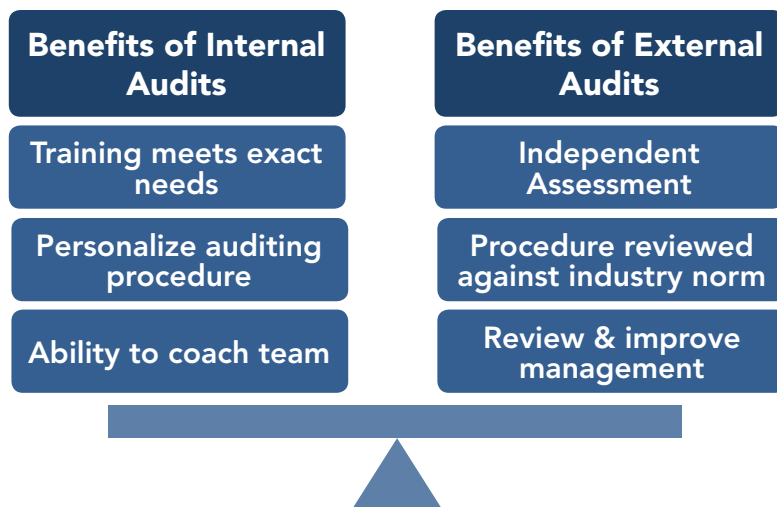 Benefits of Internal
Audits
Training meets exact
needs
Personalize auditing
procedure
Ability to coach team
Benefits of External
Audits
Independent
Assessment
Procedure reviewed
against industry norm
Review & improve
management